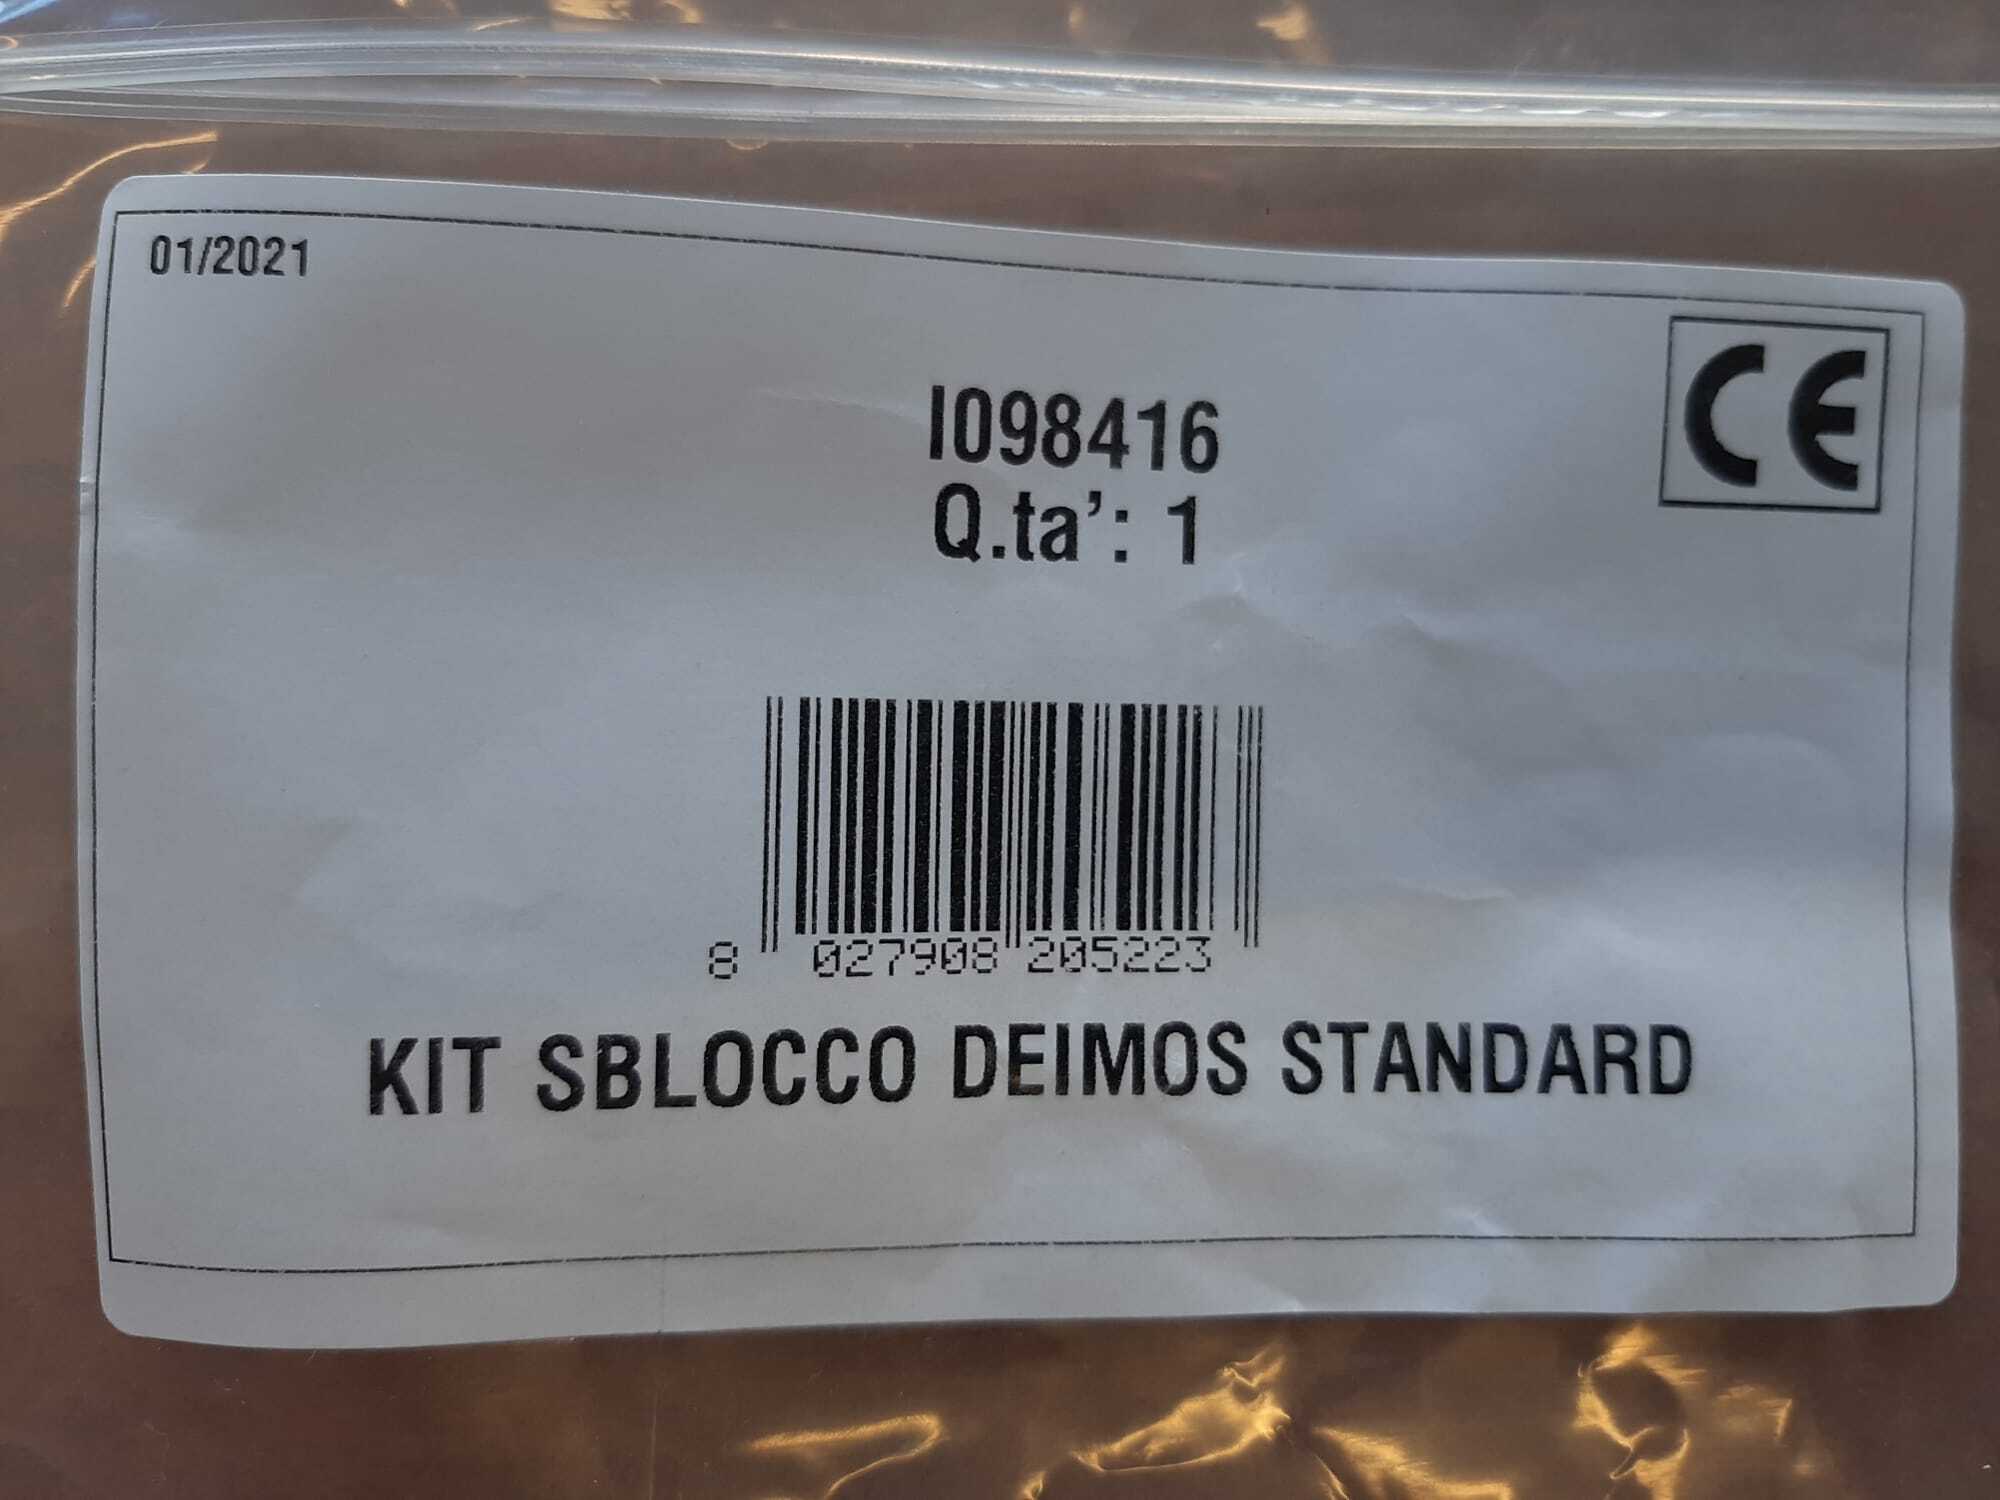 01/2021
CE
I098416
Q.ta': 1
8 027908 205223
KIT SBLOCCO DEIMOS STANDARD